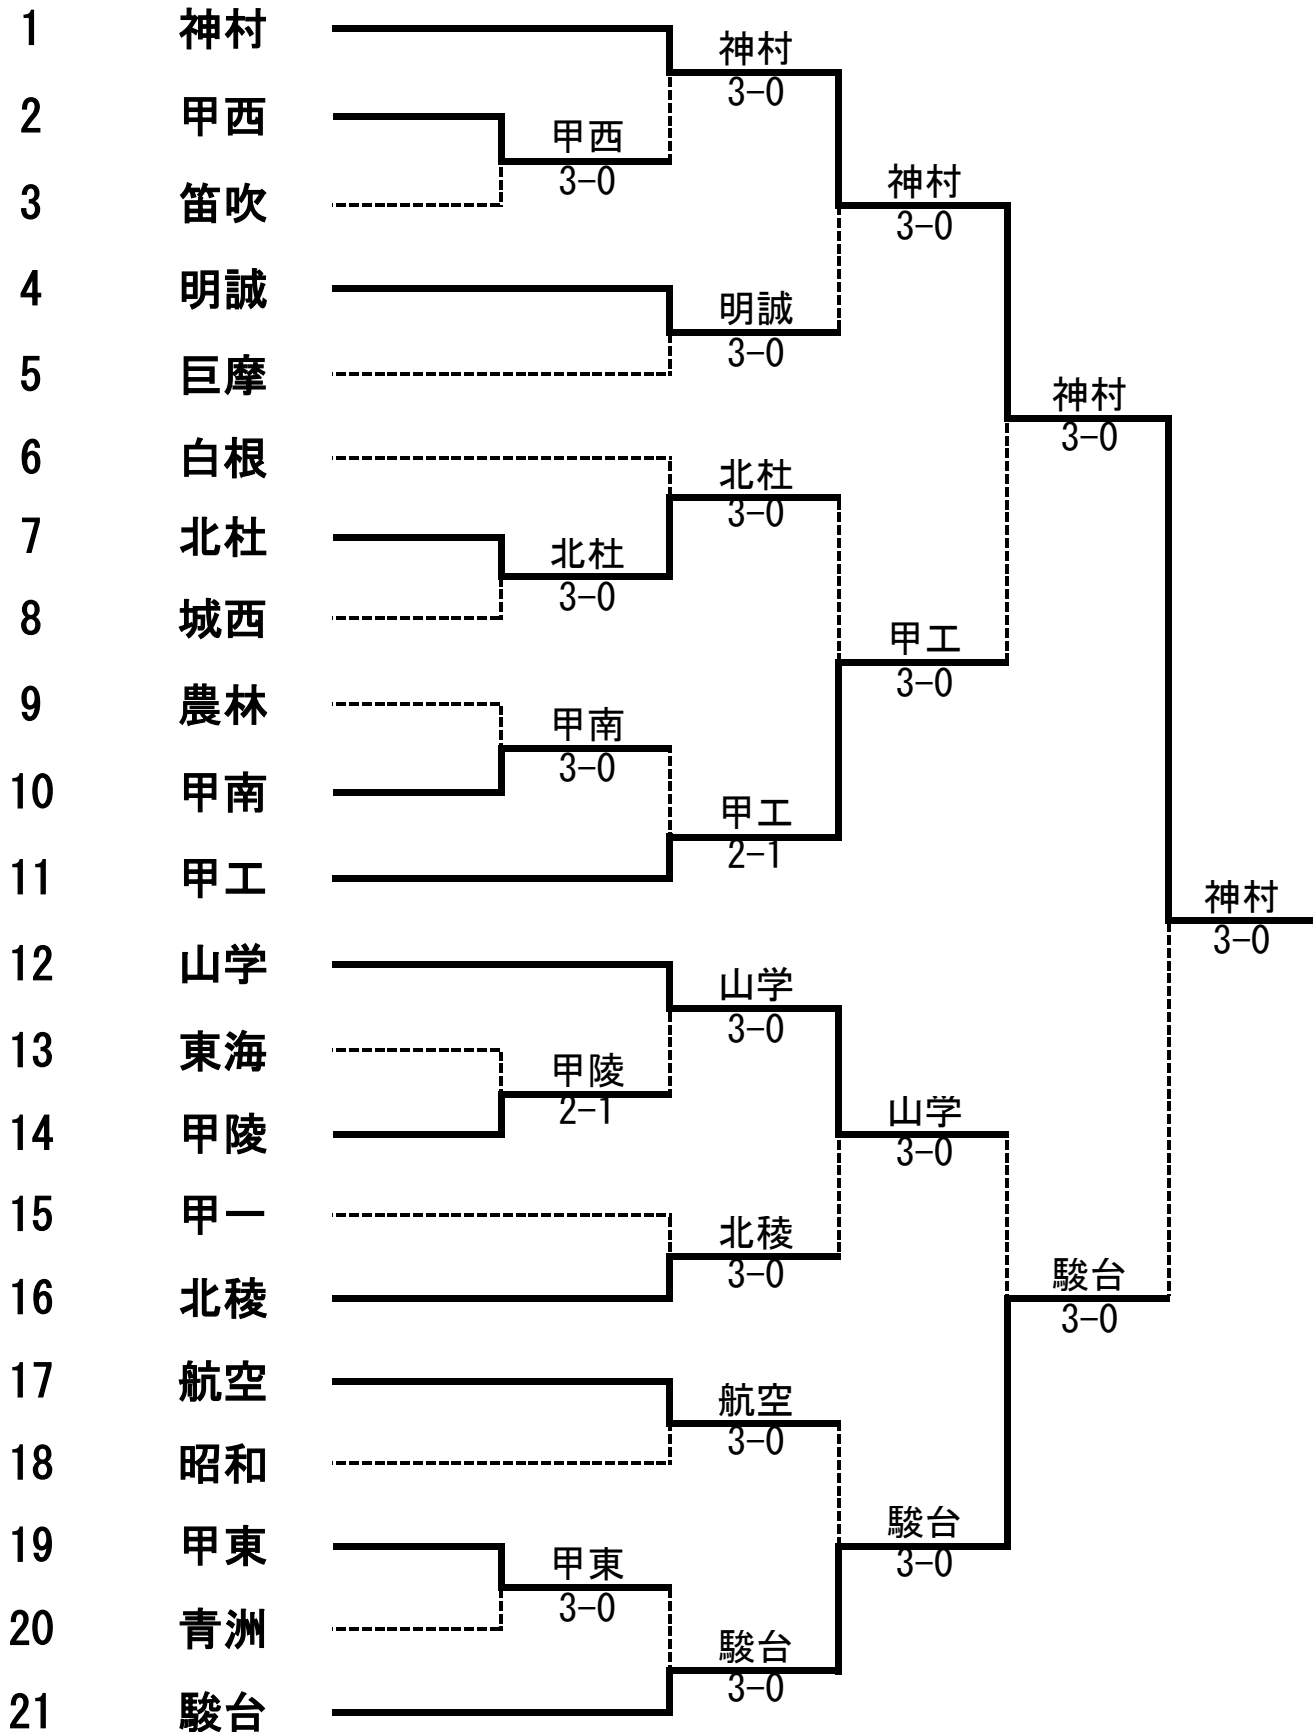 1 神村
神村
3-0
2 甲西
甲西
3-0
神村
3-0
3 笛吹
4 明誠
明誠
3-0
5 巨摩
神村
3-0
6 白根
北杜
3-0
7 北杜
北杜
3-0
8 城西
甲工
3-0
9 農林
甲南
3-0
10 甲南
甲工
2-1
11 甲工
神村
3-0
12 山学
山学
3-0
13 東海
甲陵
2-1
14 甲陵
山学
3-0
15 甲一
北稜
3-0
16 北稜
駿台
3-0
17 航空
航空
3-0
18 昭和
19 甲東
駿台
3-0
甲東
3-0
20 青洲
駿台
3-0
21 駿台